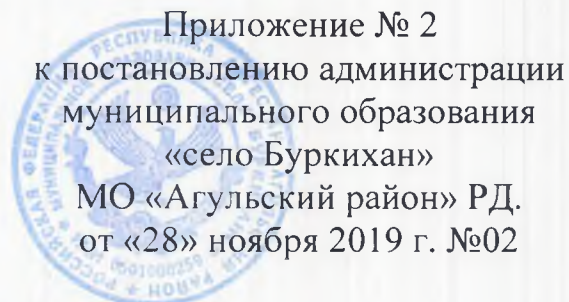 Приложение № 2
к постановлению администрации
муниципального образования
«село Буркихан»
МО «Агульский район» РД.
от «28» ноября 2019 г. №02